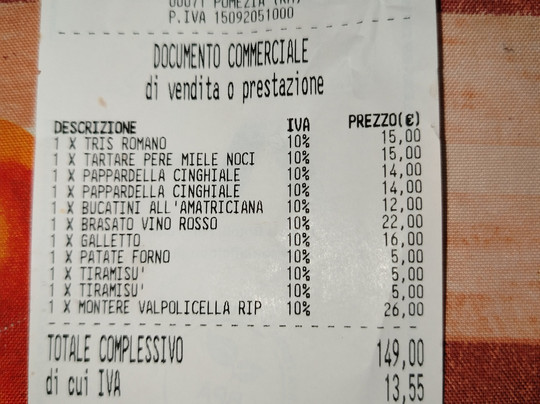 00071 POMEZIA (RM)
P.IVA 15092051000
DOCUMENTO COMMERCIALE
di vendita o prestazione
DESCRIZIONE IVA PREZZO(€)
1 X TRIS ROMANO 10% 15,00
1 X TARTARE PERE MIELE NOCI 10% 15,00
1 X PAPPARDELLA CINGHIALE 10% 14,00
1 X PAPPARDELLA CINGHIALE 10% 14,00
1 X BUCATINI ALL'AMATRICIANA 10% 12,00
1 X BRASATO VINO ROSSO 10% 22,00
1 X GALLETTO 10% 16,00
1 X PATATE FORNO 10% 5,00
1 X TIRAMISU' 10% 5,00
1 X TIRAMISU' 10% 5,00
1 X MONTERE VALPOLICELLA RIP 10% 26,00
TOTALE COMPLESSIVO 149,00
di cui IVA 13,55